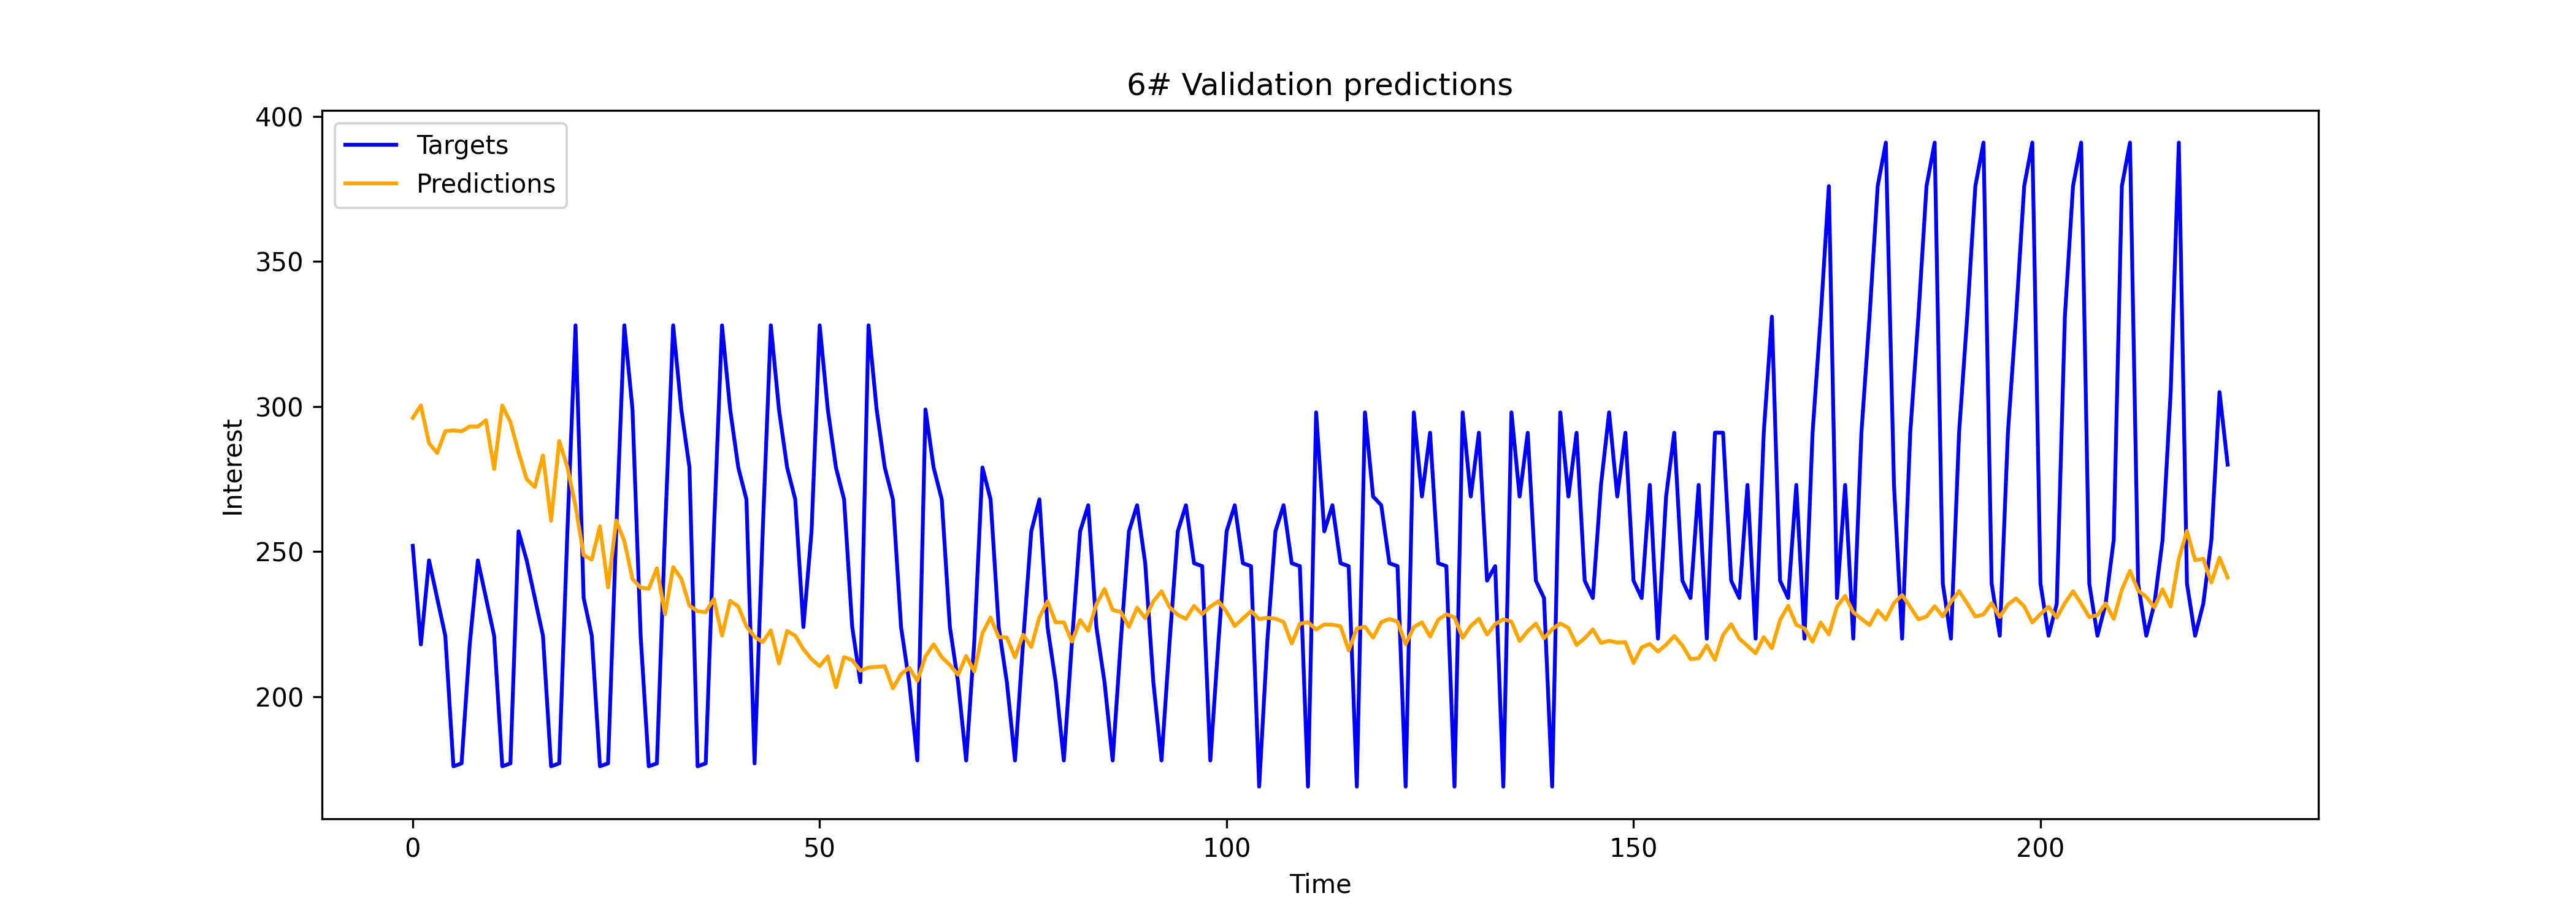 6# Validation predictions
400
350
300
250
200
Interest
Targets
Predictions
0 50 100 150 200
Time